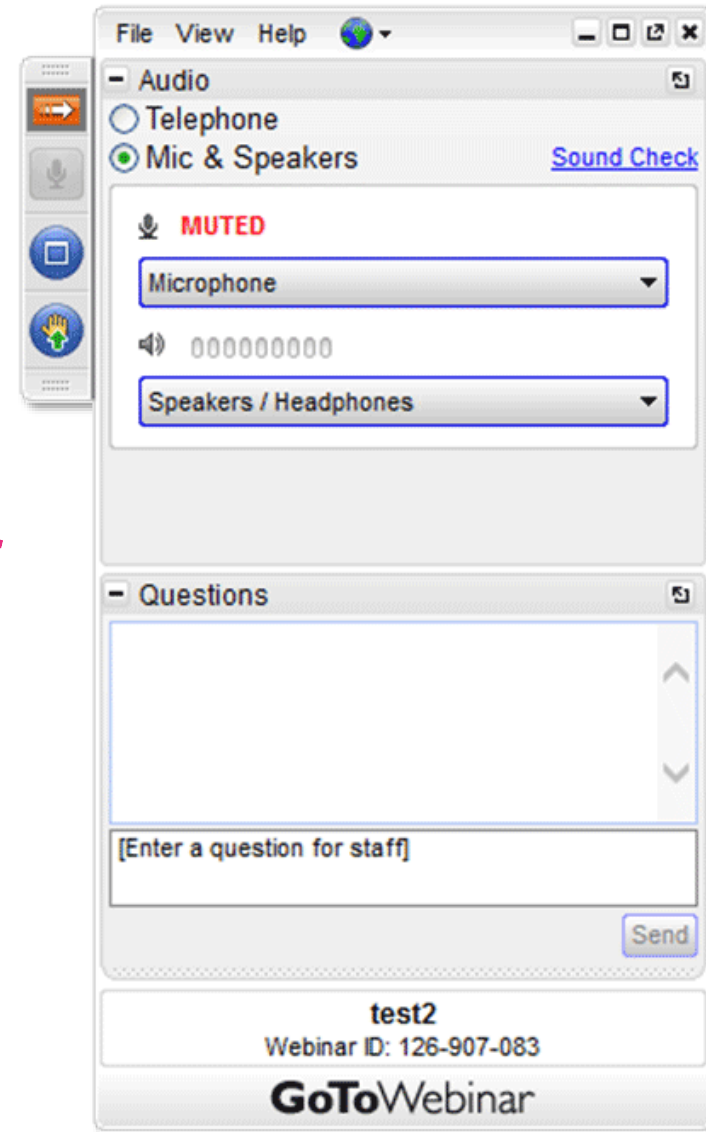 File View Help
Audio
Telephone
Mic & Speakers Sound Check
MUTED
Microphone
000000000
Speakers / Headphones
Questions
[Enter a question for staff]
Send
test2
Webinar ID: 126-907-083
GoToWebinar